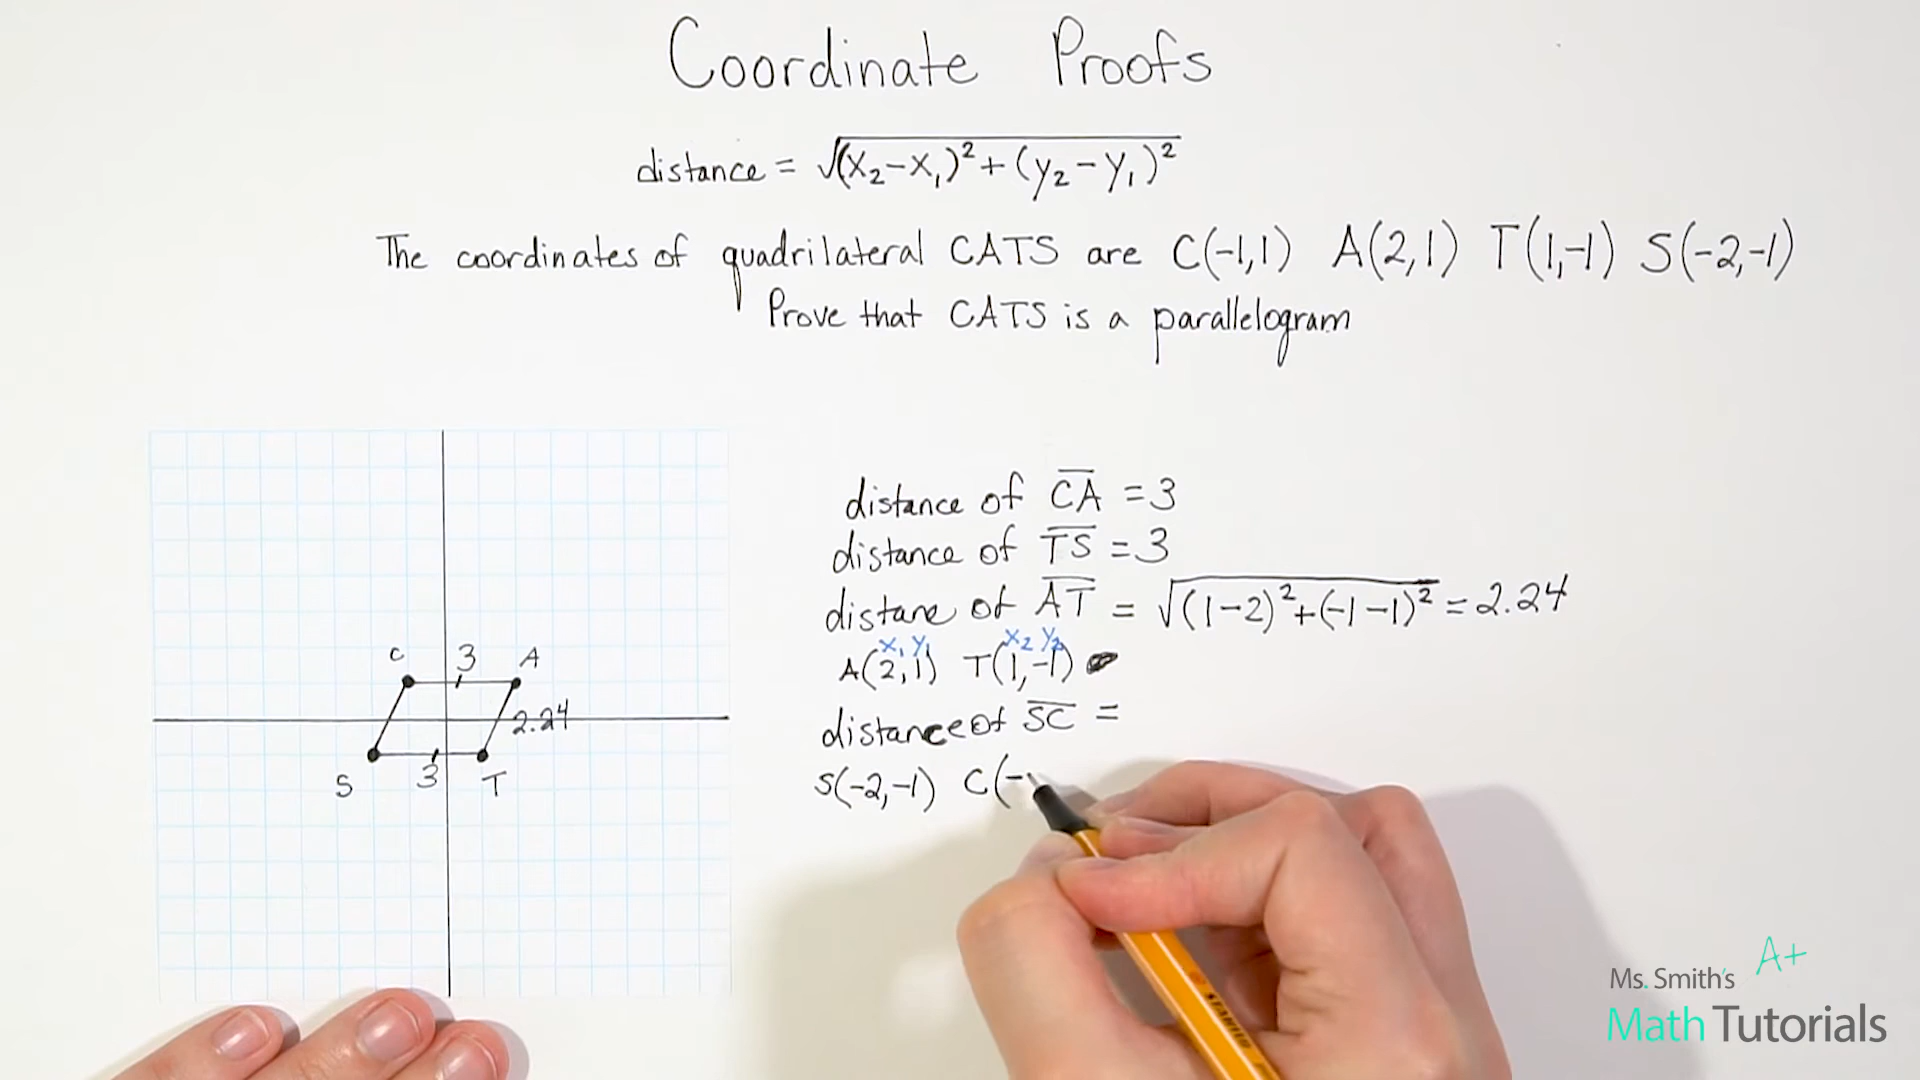 Coordinate Proofs
distance = √(x₂-x₁)²+(y₂-y₁)²
The coordinates of quadrilateral CATS are C(-1,1) A(2,1) T(1,-1) S(-2,-1)
Prove that CATS is a parallelogram
distance of CA = 3
distance of TS = 3
distane of AT = √(1-2)²+(-1-1)² = 2.24
x₁ y₁ x₂ y₂
A(2,1) T(1,-1)
distance of SC =
S(-2,-1) C(-
C 3 A
2.24
S 3 T
STABILO
A+
Ms. Smith's
Math Tutorials